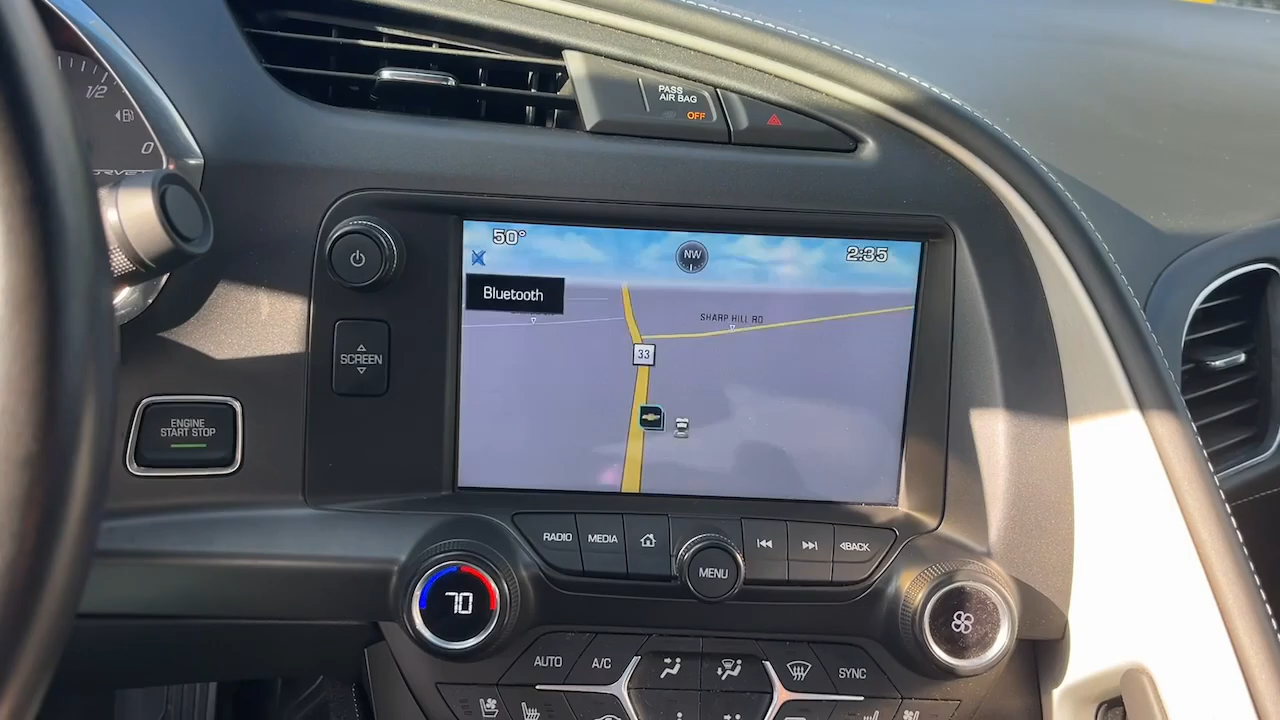 1/2
0
PASS
AIR BAG
OFF
50°
NW
2:35
Bluetooth
SHARP HILL RD
33
SCREEN
ENGINE
START STOP
RADIO
MEDIA
MENU
BACK
70
AUTO
A/C
SYNC